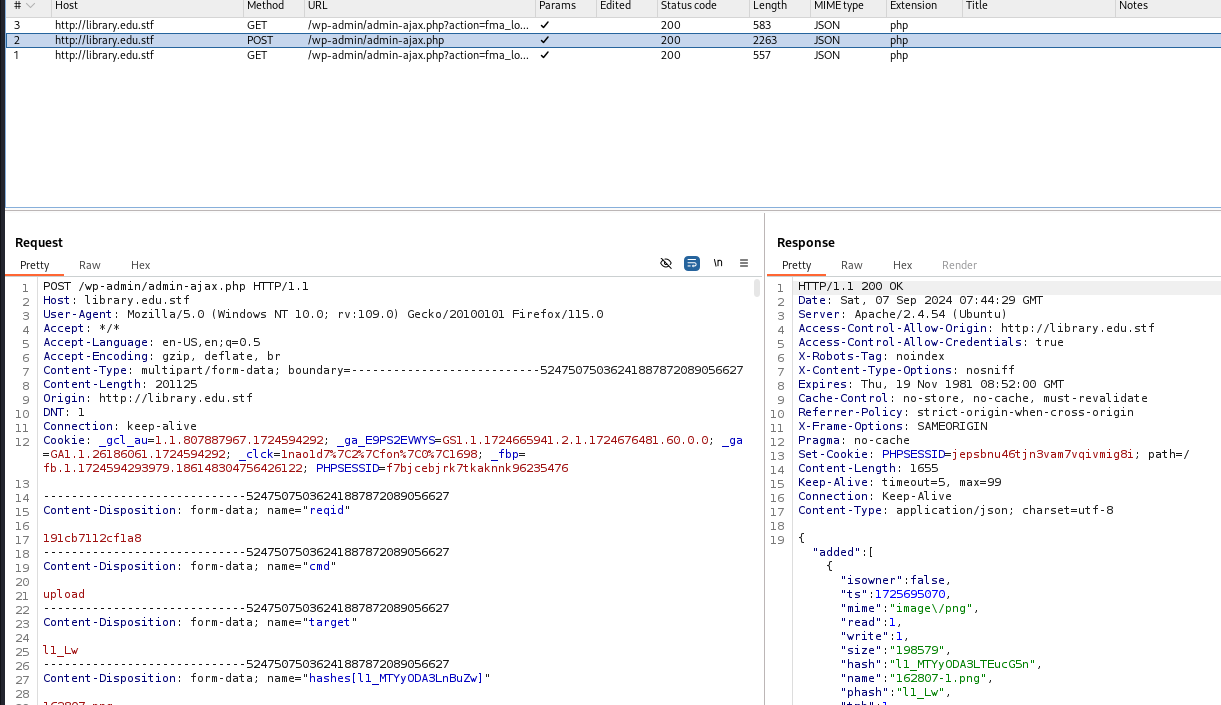 # Host Method URL Params Edited Status code Length MIME type Extension Title Notes
3 http://library.edu.stf GET /wp-admin/admin-ajax.php?action=fma_lo... ✓ 200 583 JSON php
2 http://library.edu.stf POST /wp-admin/admin-ajax.php ✓ 200 2263 JSON php
1 http://library.edu.stf GET /wp-admin/admin-ajax.php?action=fma_lo... ✓ 200 557 JSON php
Request
Pretty Raw Hex
\n
1 POST /wp-admin/admin-ajax.php HTTP/1.1
2 Host: library.edu.stf
3 User-Agent: Mozilla/5.0 (Windows NT 10.0; rv:109.0) Gecko/20100101 Firefox/115.0
4 Accept: */*
5 Accept-Language: en-US,en;q=0.5
6 Accept-Encoding: gzip, deflate, br
7 Content-Type: multipart/form-data; boundary=---------------------------524750750362418878720890566​27
8 Content-Length: 201125
9 Origin: http://library.edu.stf
10 DNT: 1
11 Connection: keep-alive
12 Cookie: _gcl_au=1.1.807887967.1724594292; _ga_E9PS2EVWYS=GS1.1.1724665941.2.1.1724676481.60.0.0; _ga
=GA1.1.26186061.1724594292; _clck=1nao1d7%7C2%7Cfon%7C0%7C1698; _fbp=
fb.1.1724594293979.186148304756426122; PHPSESSID=f7bjcebjrk7tkaknnk96235476
13
14 -----------------------------52475075036241887872089056627
15 Content-Disposition: form-data; name="reqid"
16
17 191cb7112cf1a8
18 -----------------------------52475075036241887872089056627
19 Content-Disposition: form-data; name="cmd"
20
21 upload
22 -----------------------------52475075036241887872089056627
23 Content-Disposition: form-data; name="target"
24
25 l1_Lw
26 -----------------------------52475075036241887872089056627
27 Content-Disposition: form-data; name="hashes[l1_MTYyODA3LnBuZw]"
28
Response
Pretty Raw Hex Render
1 HTTP/1.1 200 OK
2 Date: Sat, 07 Sep 2024 07:44:29 GMT
3 Server: Apache/2.4.54 (Ubuntu)
4 Access-Control-Allow-Origin: http://library.edu.stf
5 Access-Control-Allow-Credentials: true
6 X-Robots-Tag: noindex
7 X-Content-Type-Options: nosniff
8 Expires: Thu, 19 Nov 1981 08:52:00 GMT
9 Cache-Control: no-store, no-cache, must-revalidate
10 Referrer-Policy: strict-origin-when-cross-origin
11 X-Frame-Options: SAMEORIGIN
12 Pragma: no-cache
13 Set-Cookie: PHPSESSID=jepsbnu46tjn3vam7vqivmig8i; path=/
14 Content-Length: 1655
15 Keep-Alive: timeout=5, max=99
16 Connection: Keep-Alive
17 Content-Type: application/json; charset=utf-8
18
19 {
"added":[
{
"isowner":false,
"ts":1725695070,
"mime":"image\/png",
"read":1,
"write":1,
"size":"198579",
"hash":"l1_MTYyODA3LTEucG5n",
"name":"162807-1.png",
"phash":"l1_Lw",